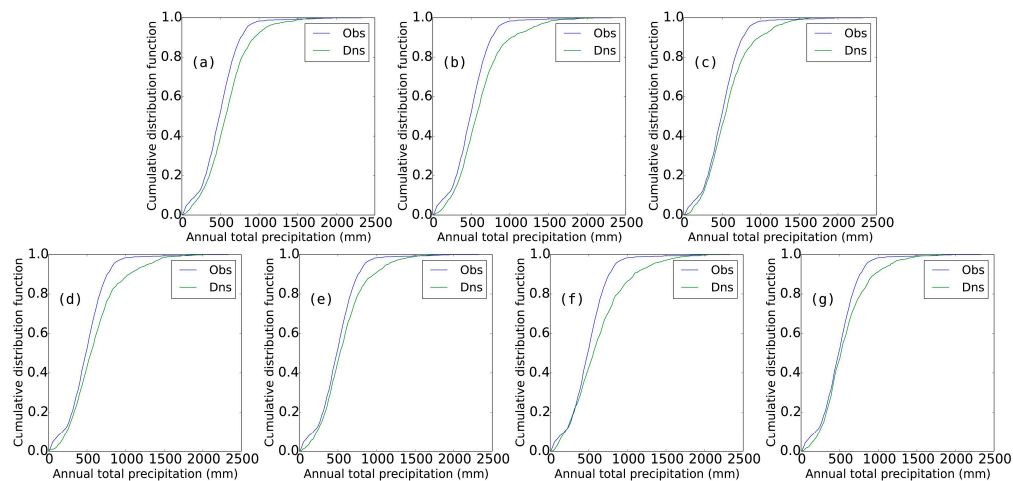 Cumulative distribution function
1.0
0.8
0.6
0.4
0.2
0.0
(a)
Obs
Dns
0 500 1000 1500 2000 2500
Annual total precipitation (mm)
Cumulative distribution function
1.0
0.8
0.6
0.4
0.2
0.0
(b)
Obs
Dns
0 500 1000 1500 2000 2500
Annual total precipitation (mm)
Cumulative distribution function
1.0
0.8
0.6
0.4
0.2
0.0
(c)
Obs
Dns
0 500 1000 1500 2000 2500
Annual total precipitation (mm)
Cumulative distribution function
1.0
0.8
0.6
0.4
0.2
0.0
(d)
Obs
Dns
0 500 1000 1500 2000 2500
Annual total precipitation (mm)
Cumulative distribution function
1.0
0.8
0.6
0.4
0.2
0.0
(e)
Obs
Dns
0 500 1000 1500 2000 2500
Annual total precipitation (mm)
Cumulative distribution function
1.0
0.8
0.6
0.4
0.2
0.0
(f)
Obs
Dns
0 500 1000 1500 2000 2500
Annual total precipitation (mm)
Cumulative distribution function
1.0
0.8
0.6
0.4
0.2
0.0
(g)
Obs
Dns
0 500 1000 1500 2000 2500
Annual total precipitation (mm)